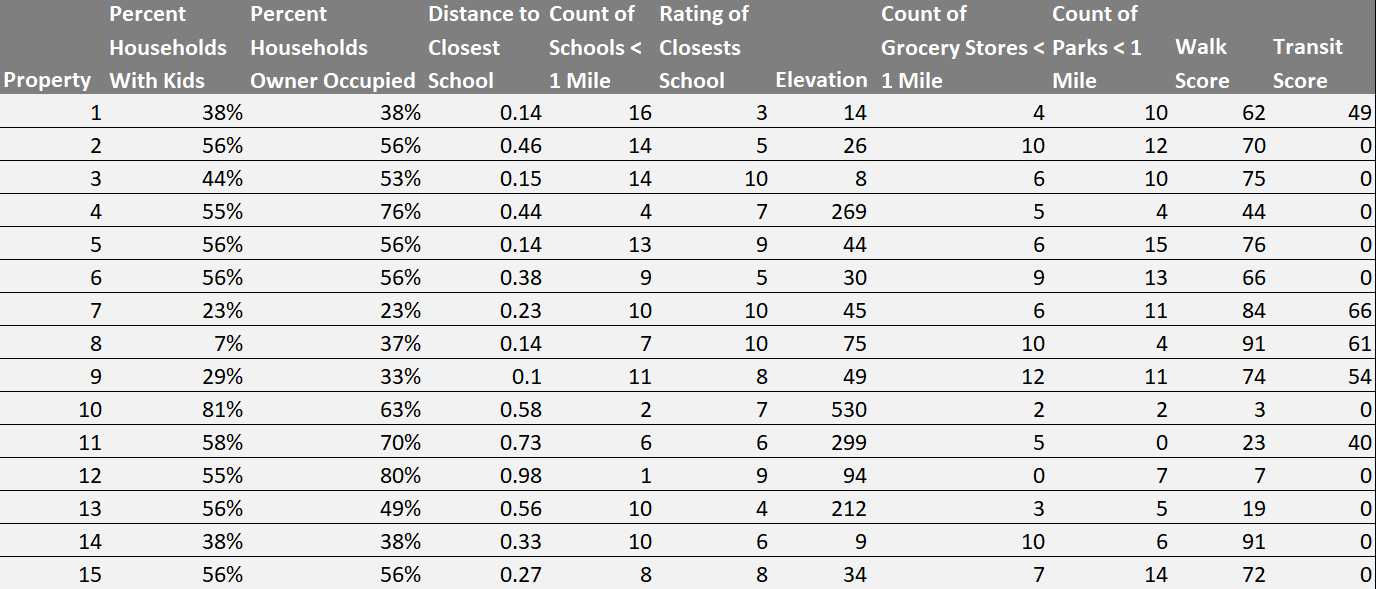 Percent Percent Distance to Count of Rating of Count of Count of
Households Households Closest Schools < Closests Grocery Stores < Parks < 1 Walk Transit
Property With Kids Owner Occupied School 1 Mile School Elevation 1 Mile Mile Score Score
1 38% 38% 0.14 16 3 14 4 10 62 49
2 56% 56% 0.46 14 5 26 10 12 70 0
3 44% 53% 0.15 14 10 8 6 10 75 0
4 55% 76% 0.44 4 7 269 5 4 44 0
5 56% 56% 0.14 13 9 44 6 15 76 0
6 56% 56% 0.38 9 5 30 9 13 66 0
7 23% 23% 0.23 10 10 45 6 11 84 66
8 7% 37% 0.14 7 10 75 10 4 91 61
9 29% 33% 0.1 11 8 49 12 11 74 54
10 81% 63% 0.58 2 7 530 2 2 3 0
11 58% 70% 0.73 6 6 299 5 0 23 40
12 55% 80% 0.98 1 9 94 0 7 7 0
13 56% 49% 0.56 10 4 212 3 5 19 0
14 38% 38% 0.33 10 6 9 10 6 91 0
15 56% 56% 0.27 8 8 34 7 14 72 0